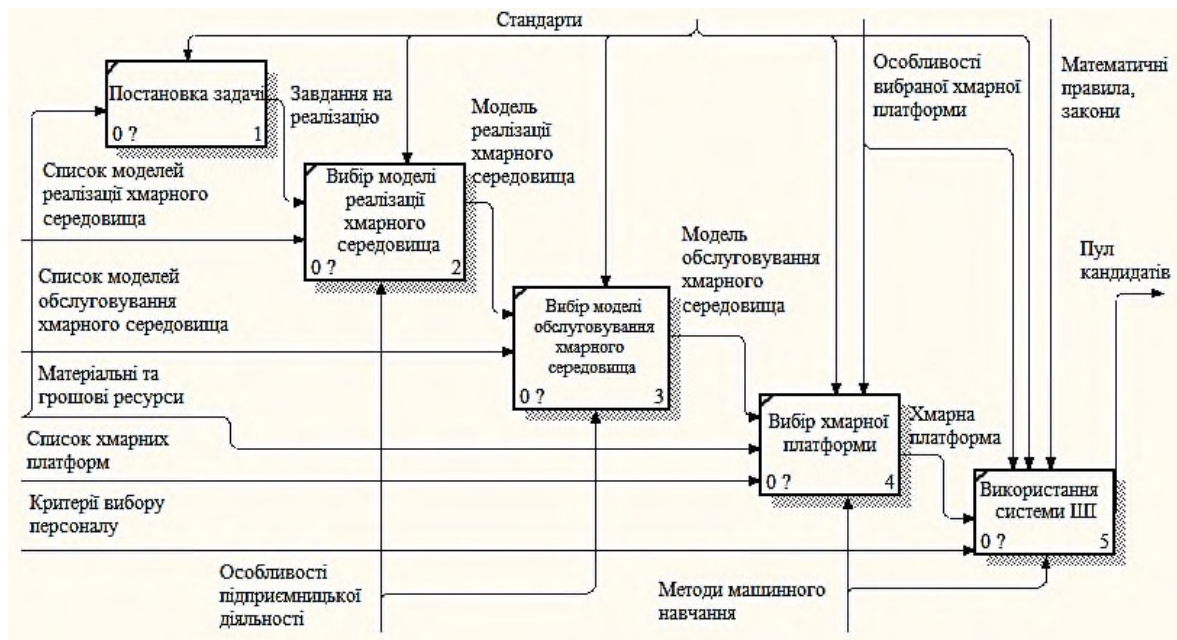 Стандарти
Постановка задачі
0 ?
1
Завдання на
реалізацію
Модель
реалізації
хмарного
середовища
Особливості
вибраної хмарної
платформи
Математичні
правила,
закони
Список моделей
реалізації хмарного
середовища
Вибір моделі
реалізації
хмарного
середовища
0 ?
2
Модель
обслуговування
хмарного
середовища
Пул
кандидатів
Список моделей
обслуговування
хмарного середовища
Вибір моделі
обслуговування
хмарного
середовища
0 ?
3
Матеріальні та
грошові ресурси
Вибір хмарної
платформи
0 ?
4
Хмарна
платформа
Список хмарних
платформ
Використання
системи ШІ
0 ?
5
Критерії вибору
персоналу
Особливості
підприємницької
діяльності
Методи машинного
навчання